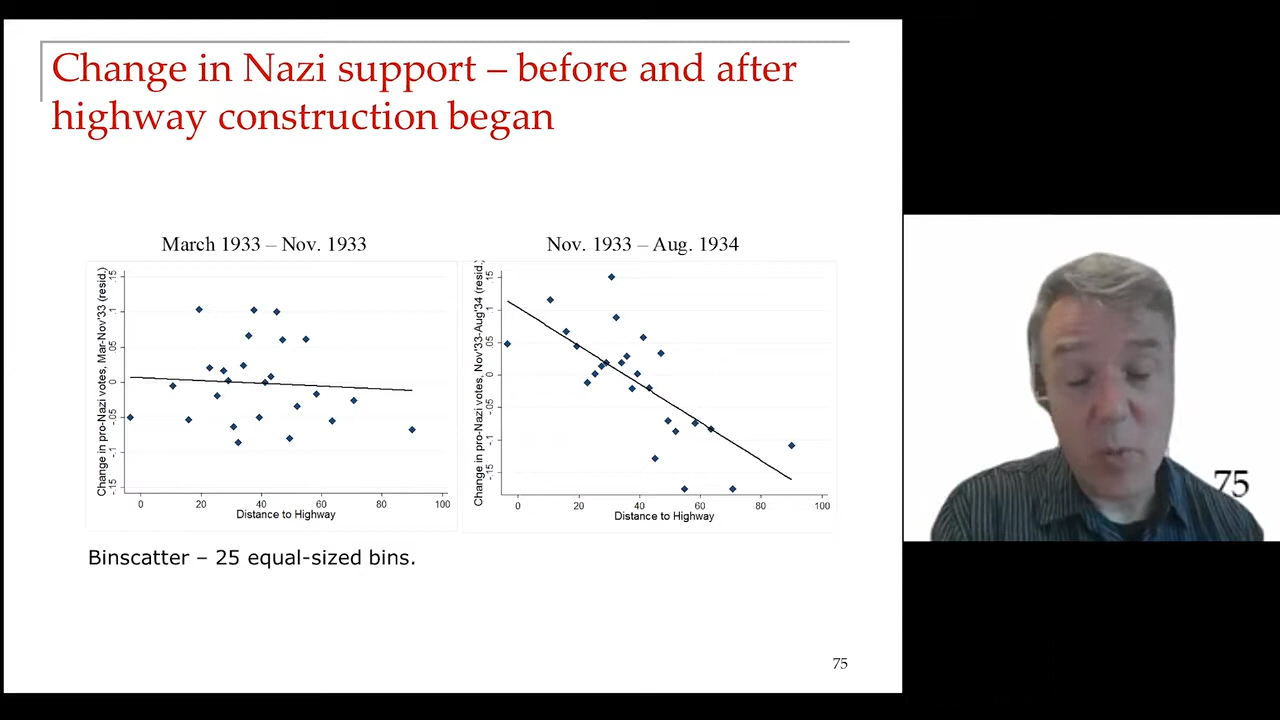 Change in Nazi support – before and after
highway construction began
March 1933 – Nov. 1933
Nov. 1933 – Aug. 1934
Change in pro-Nazi votes, Mar-Nov'33 (resid.)
.15
.1
.05
0
-.05
-.1
-.15
0 20 40 60 80 100
Distance to Highway
Change in pro-Nazi votes, Nov'33-Aug'34 (resid.)
.15
.1
.05
0
-.05
-.1
-.15
0 20 40 60 80 100
Distance to Highway
Binscatter – 25 equal-sized bins.
75
75